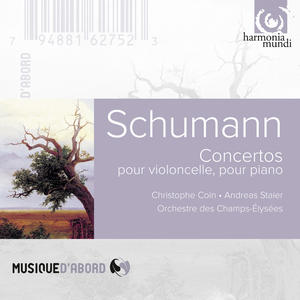 7 94881 62752 3
harmonia
mundi
D'ABORD
Schumann
Concertos
pour violoncelle, pour piano
Christophe Coin • Andreas Staier
Orchestre des Champs-Élysées
MUSIQUE D'ABORD